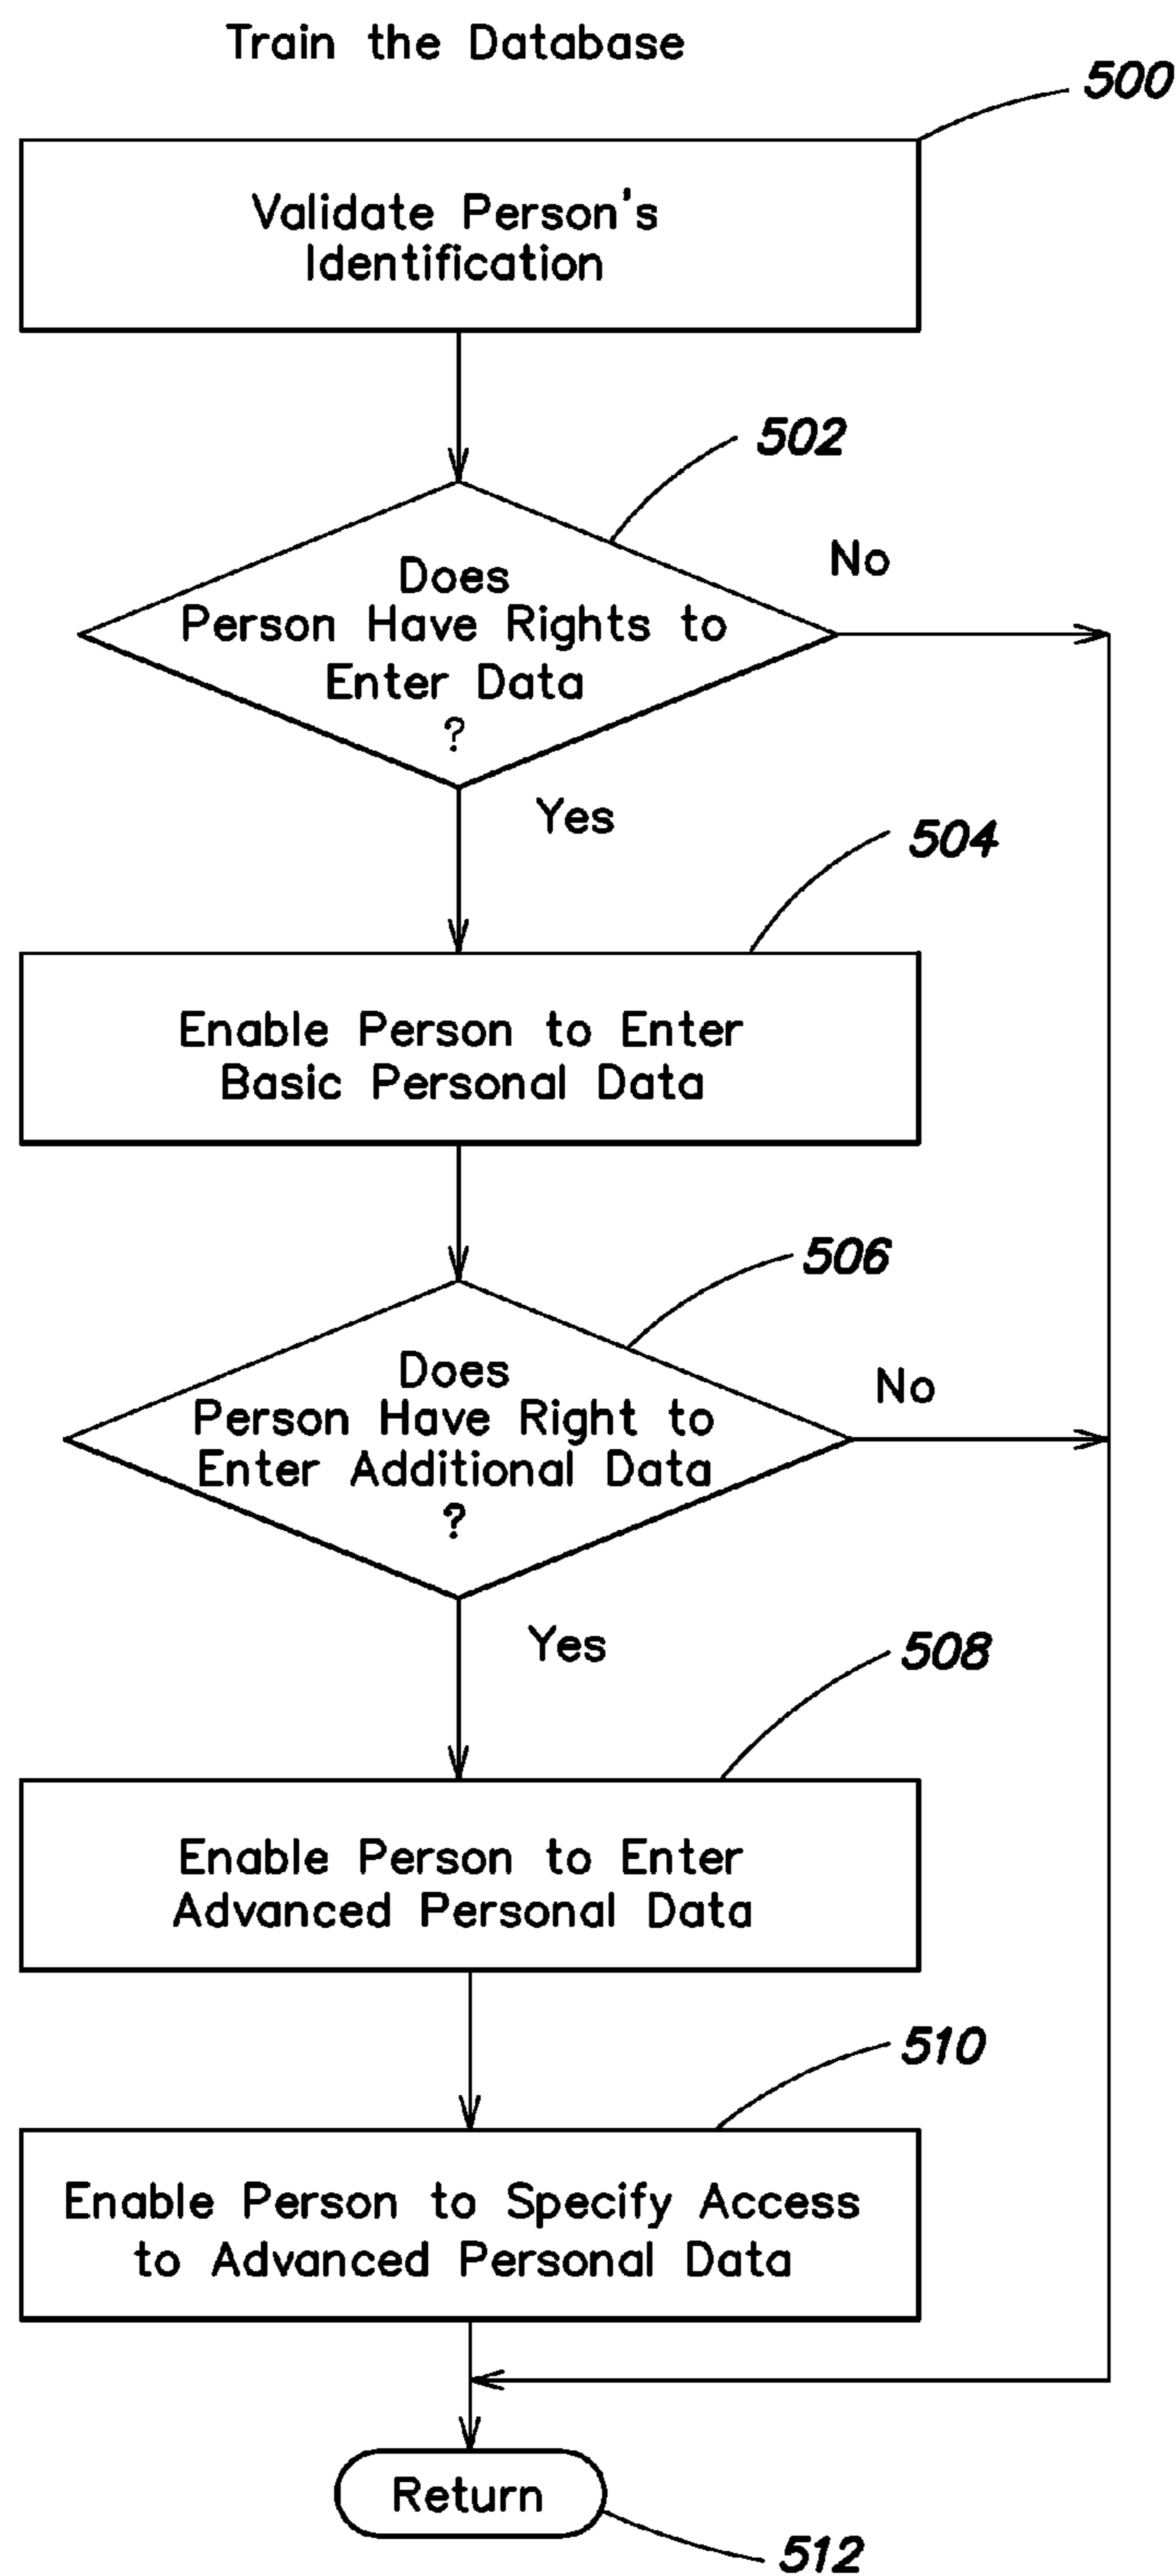 Train the Database
500
Validate Person's
Identification
502
Does
Person Have Rights to
Enter Data
?
No
Yes
504
Enable Person to Enter
Basic Personal Data
506
Does
Person Have Right to
Enter Additional Data
?
No
Yes
508
Enable Person to Enter
Advanced Personal Data
510
Enable Person to Specify Access
to Advanced Personal Data
Return
512